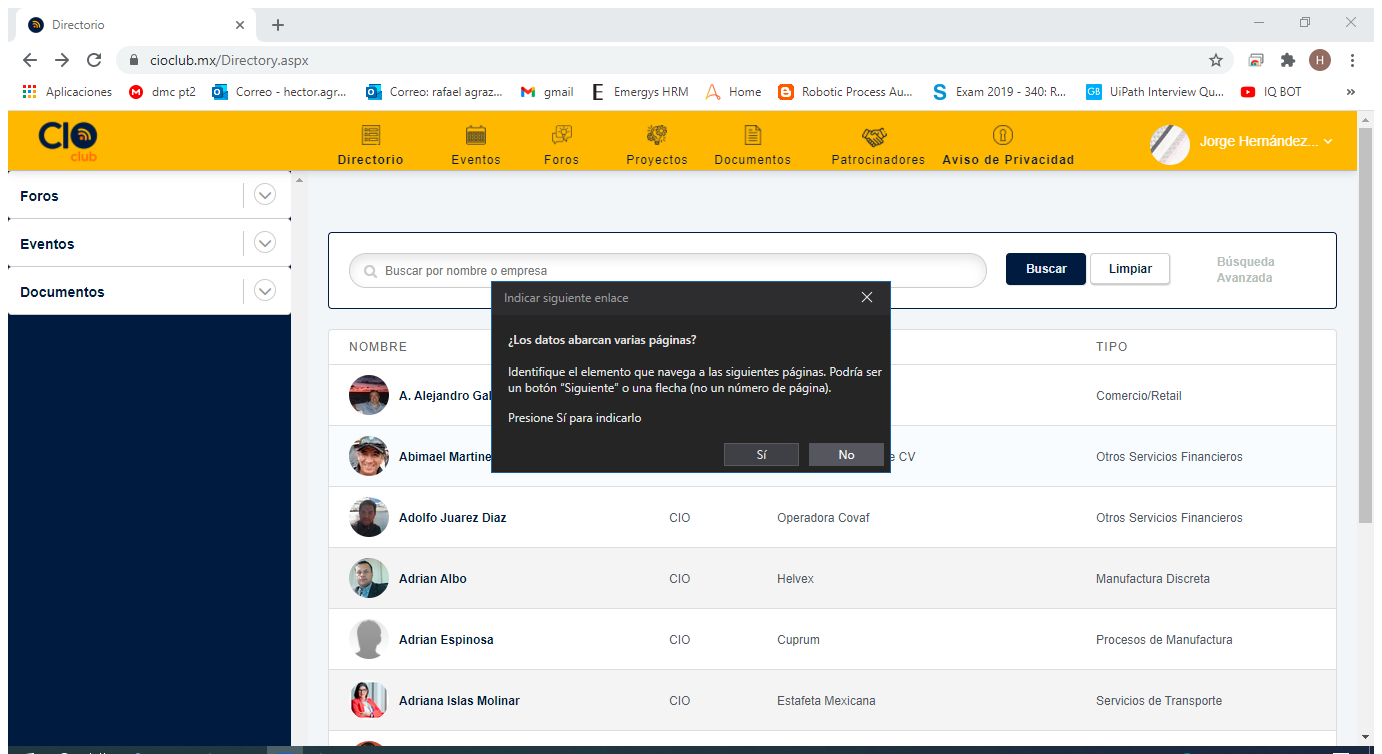 Directorio
cioclub.mx/Directory.aspx
H
Aplicaciones
dmc pt2
Correo - hector.agr...
Correo: rafael agraz...
gmail
Emergys HRM
Home
Robotic Process Au...
Exam 2019 - 340: R...
UiPath Interview Qu...
IQ BOT
»
CIO
club
Directorio
Eventos
Foros
Proyectos
Documentos
Patrocinadores
Aviso de Privacidad
Jorge Hernández...
Foros
Eventos
Documentos
Buscar por nombre o empresa
Buscar
Limpiar
Búsqueda
Avanzada
Indicar siguiente enlace
¿Los datos abarcan varias páginas?
Identifique el elemento que navega a las siguientes páginas. Podría ser
un botón "Siguiente" o una flecha (no un número de página).
Presione Sí para indicarlo
Sí
No
NOMBRE
TIPO
A. Alejandro Gal
Comercio/Retail
Abimael Martine
CV
Otros Servicios Financieros
Adolfo Juarez Diaz
CIO
Operadora Covaf
Otros Servicios Financieros
Adrian Albo
CIO
Helvex
Manufactura Discreta
Adrian Espinosa
CIO
Cuprum
Procesos de Manufactura
Adriana Islas Molinar
CIO
Estafeta Mexicana
Servicios de Transporte